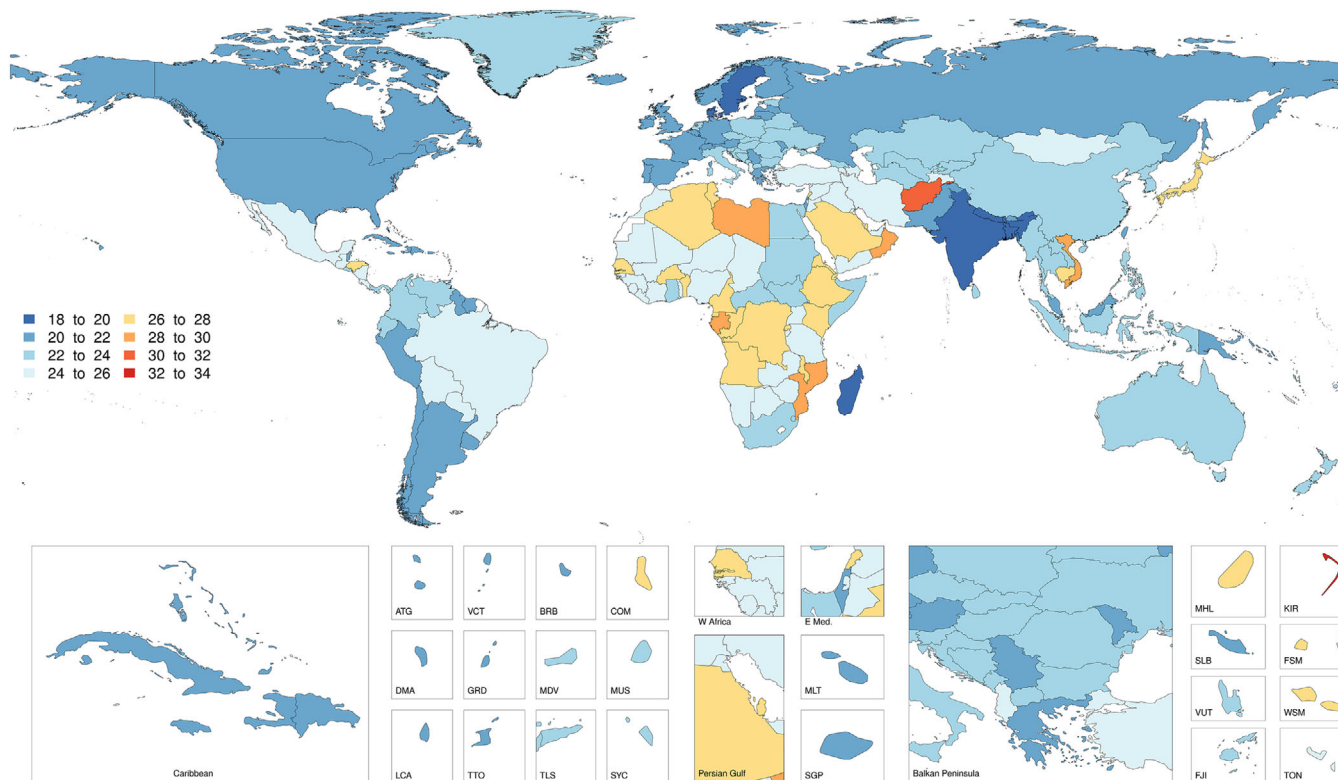 18 to 20 26 to 28
20 to 22 28 to 30
22 to 24 30 to 32
24 to 26 32 to 34
Caribbean
ATG VCT BRB COM
DMA GRD MDV MUS
LCA TTO TLS SYC
W Africa E Med.
Persian Gulf
MLT
SGP
Balkan Peninsula
MHL KIR
SLB FSM
VUT WSM
FJI TON